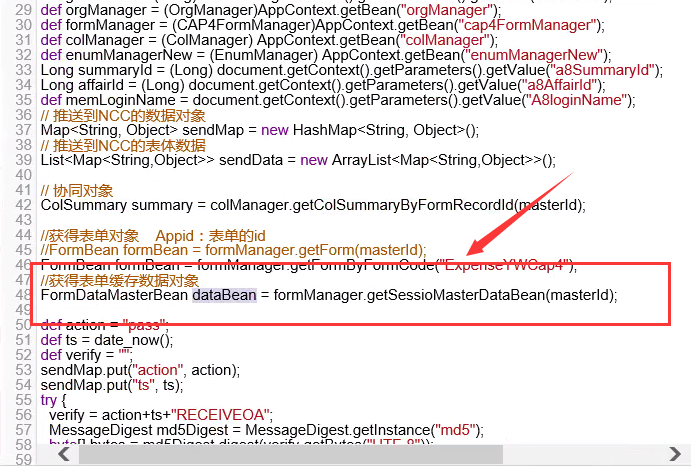 29 def orgManager = (OrgManager)AppContext.getBean("orgManager");
30 def formManager = (CAP4FormManager)AppContext.getBean("cap4FormManager");
31 def colManager = (ColManager) AppContext.getBean("colManager");
32 def enumManagerNew = (EnumManager) AppContext.getBean("enumManagerNew");
33 Long summaryId = (Long) document.getContext().getParameters().getValue("a8SummaryId");
34 Long affairId = (Long) document.getContext().getParameters().getValue("a8AffairId");
35 def memLoginName = document.getContext().getParameters().getValue("A8loginName");
36 // 推送到NCC的数据对象
37 Map<String, Object> sendMap = new HashMap<String, Object>();
38 // 推送到NCC的表体数据
39 List<Map<String,Object>> sendData = new ArrayList<Map<String,Object>>();
40
41 // 协同对象
42 ColSummary summary = colManager.getColSummaryByFormRecordId(masterId);
43
44 //获得表单对象 Appid：表单的id
45 //FormBean formBean = formManager.getForm(masterId);
46 FormBean formBean = formManager.getFormByFormCode("ExpenseYWCap4");
47 //获得表单缓存数据对象
48 FormDataMasterBean dataBean = formManager.getSessioMasterDataBean(masterId);
49
50 def action = "pass";
51 def ts = date_now();
52 def verify = "";
53 sendMap.put("action", action);
54 sendMap.put("ts", ts);
55 try {
56 verify = action+ts+"RECEIVEOA";
57 MessageDigest md5Digest = MessageDigest.getInstance("md5");
58 byte[] bytes = md5Digest.digest(verify.getBytes("UTF-8"));
59